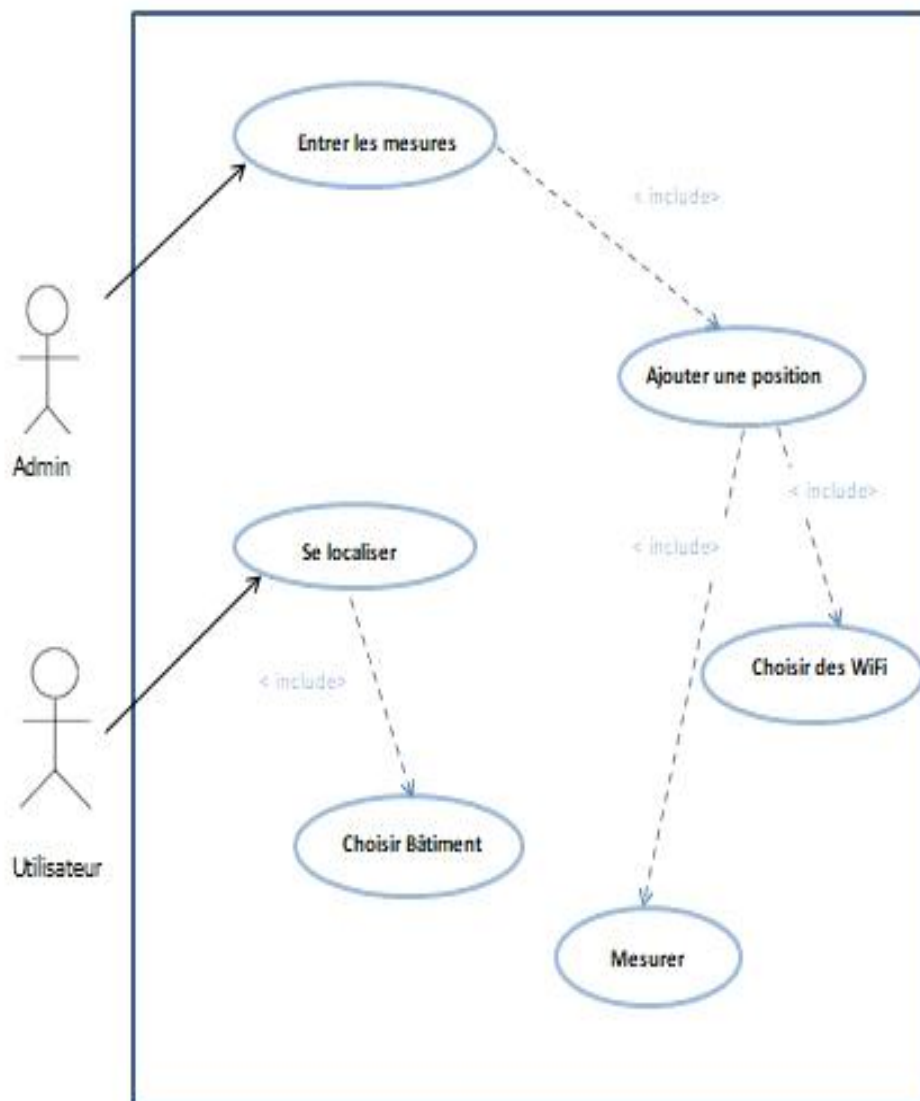 Entrer les mesures
< include>
Ajouter une position
Admin
< include>
< include>
Se localiser
Choisir des WiFi
< include>
Choisir Bâtiment
Utilisateur
Mesurer